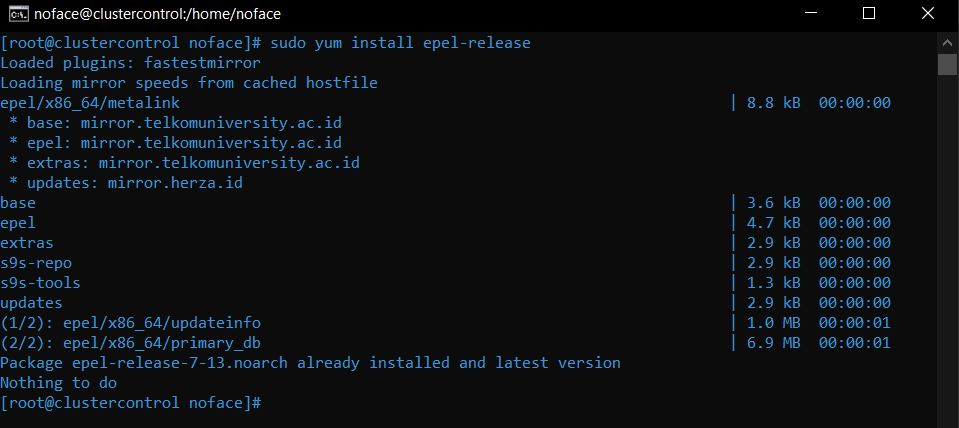 noface@clustercontrol:/home/noface
[root@clustercontrol noface]# sudo yum install epel-release
Loaded plugins: fastestmirror
Loading mirror speeds from cached hostfile
epel/x86_64/metalink | 8.8 kB 00:00:00
* base: mirror.telkomuniversity.ac.id
* epel: mirror.telkomuniversity.ac.id
* extras: mirror.telkomuniversity.ac.id
* updates: mirror.herza.id
base | 3.6 kB 00:00:00
epel | 4.7 kB 00:00:00
extras | 2.9 kB 00:00:00
s9s-repo | 2.9 kB 00:00:00
s9s-tools | 1.3 kB 00:00:00
updates | 2.9 kB 00:00:00
(1/2): epel/x86_64/updateinfo | 1.0 MB 00:00:01
(2/2): epel/x86_64/primary_db | 6.9 MB 00:00:01
Package epel-release-7-13.noarch already installed and latest version
Nothing to do
[root@clustercontrol noface]#